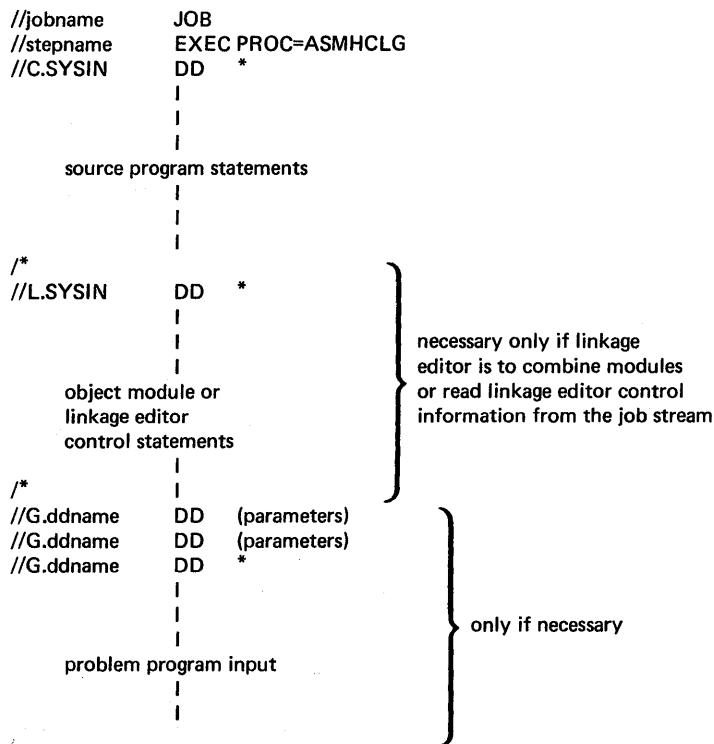 //jobname JOB
//stepname EXEC PROC=ASMHCLG
//C.SYSIN DD *
source program statements
/*
//L.SYSIN DD *
necessary only if linkage
editor is to combine modules
or read linkage editor control
information from the job stream
object module or
linkage editor
control statements
/*
//G.ddname DD (parameters)
//G.ddname DD (parameters)
//G.ddname DD *
only if necessary
problem program input